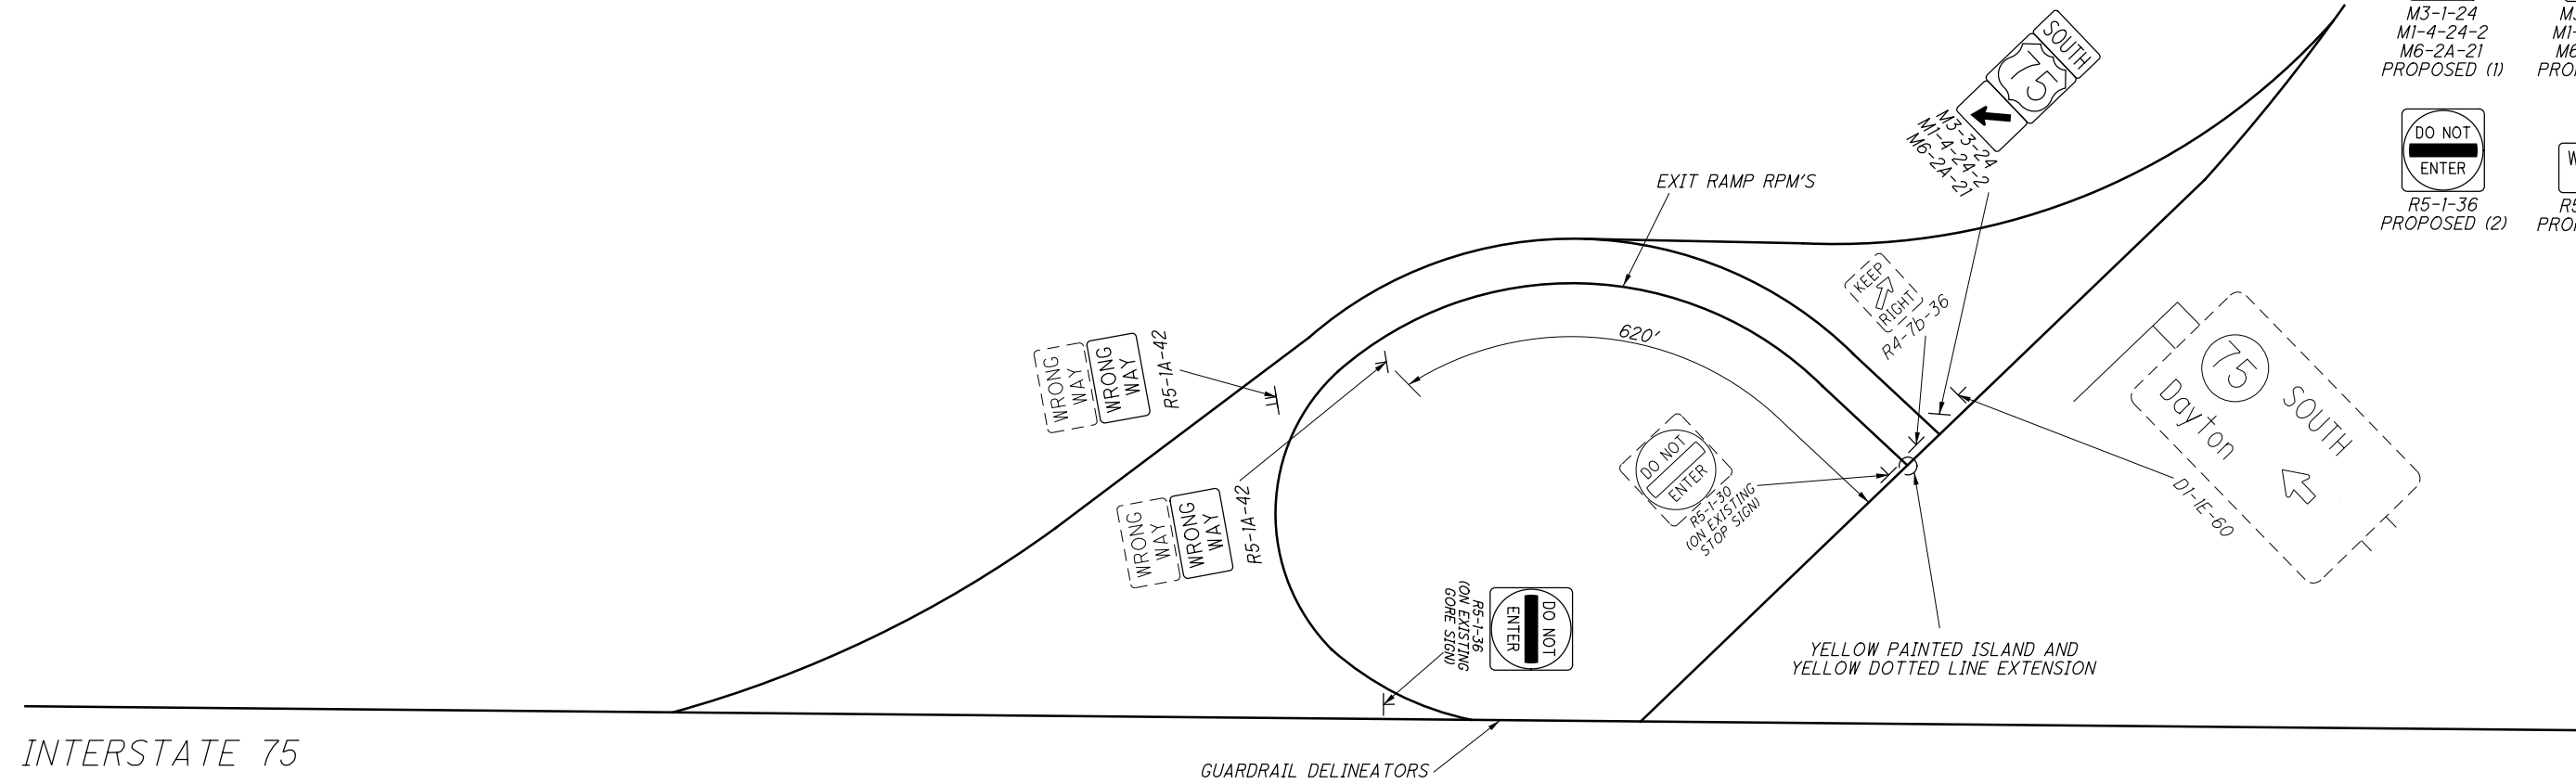 M3-1-24
M1-4-24-2
M6-2A-21
PROPOSED (1)
DO NOT
ENTER
R5-1-36
PROPOSED (2)
SOUTH
75
M3-3-24
M1-4-24-2
M6-2A-21
EXIT RAMP RPM'S
KEEP
RIGHT
R4-7b-36
620'
WRONG
WAY
WRONG
WAY
R5-1A-42
WRONG
WAY
WRONG
WAY
R5-1A-42
DO NOT
ENTER
R5-1-30
(ON EXISTING
STOP SIGN)
75 SOUTH
Dayton
D1-1E-60
DO NOT
ENTER
R5-1-36
(ON EXISTING
GORE SIGN)
YELLOW PAINTED ISLAND AND
YELLOW DOTTED LINE EXTENSION
INTERSTATE 75
GUARDRAIL DELINEATORS